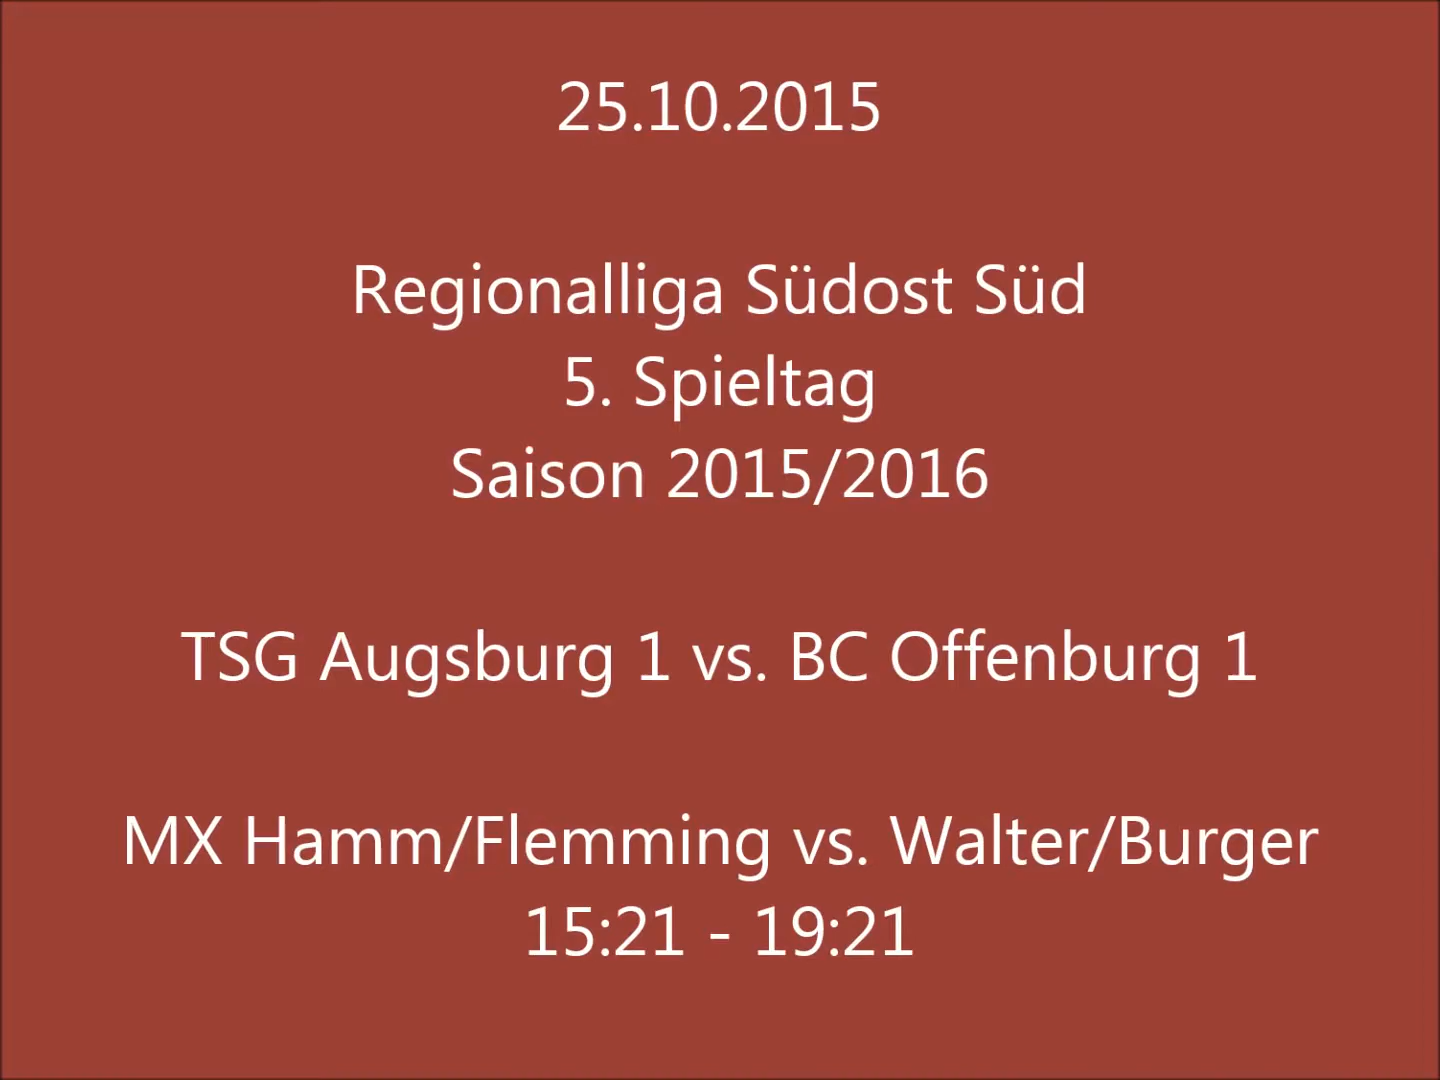 25.10.2015
Regionalliga Südost Süd
5. Spieltag
Saison 2015/2016
TSG Augsburg 1 vs. BC Offenburg 1
MX Hamm/Flemming vs. Walter/Burger
15:21 - 19:21